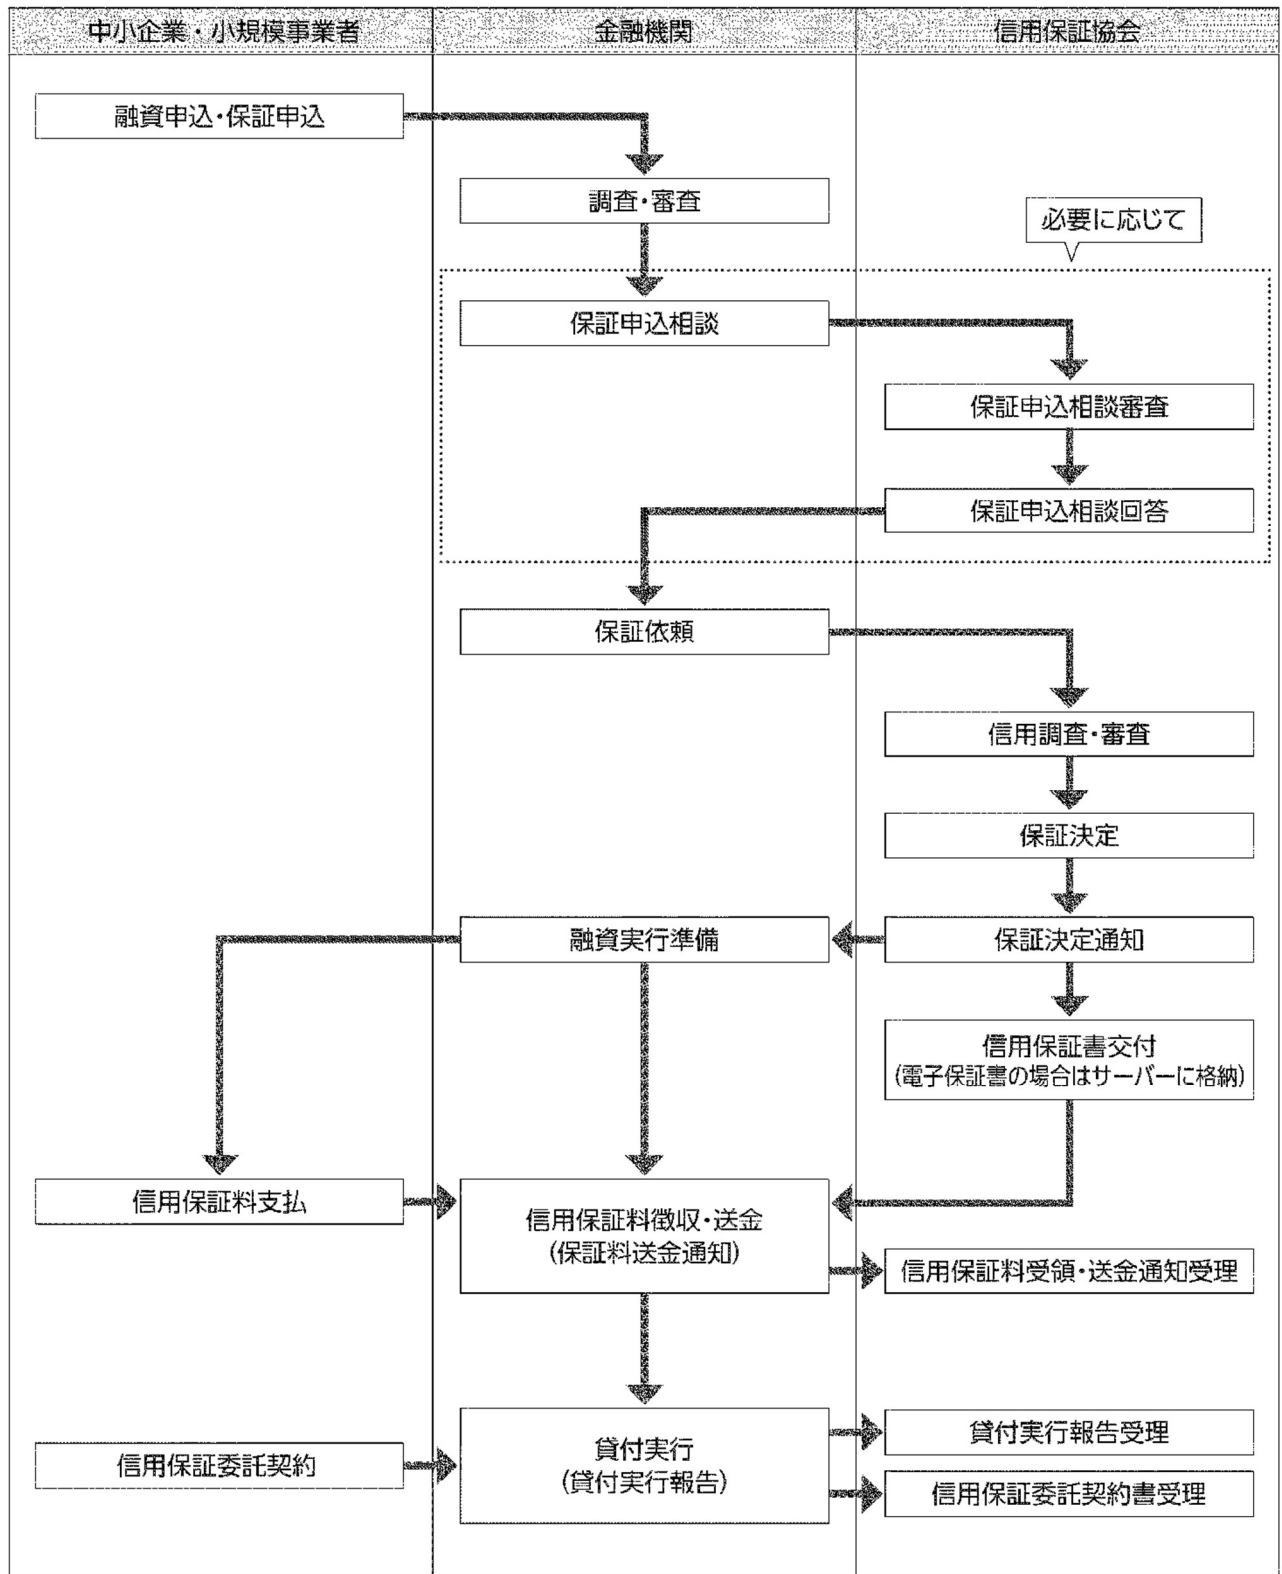 中小企業・小規模事業者
金融機関
信用保証協会
融資申込・保証申込
調査・審査
必要に応じて
保証申込相談
保証申込相談審査
保証申込相談回答
保証依頼
信用調査・審査
保証決定
融資実行準備
保証決定通知
信用保証書交付
(電子保証書の場合はサーバーに格納)
信用保証料支払
信用保証料徴収・送金
(保証料送金通知)
信用保証料受領・送金通知受理
貸付実行
(貸付実行報告)
貸付実行報告受理
信用保証委託契約
信用保証委託契約書受理